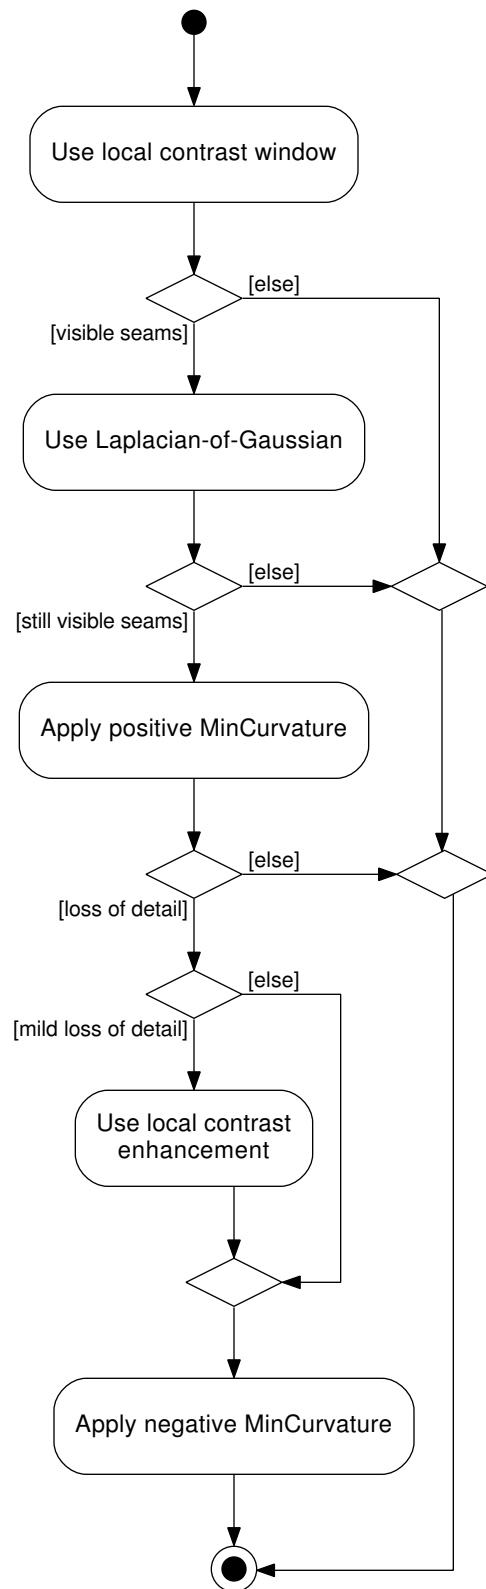 Use local contrast window
[else]
[visible seams]
Use Laplacian-of-Gaussian
[else]
[still visible seams]
Apply positive MinCurvature
[else]
[loss of detail]
[else]
[mild loss of detail]
Use local contrast
enhancement
Apply negative MinCurvature